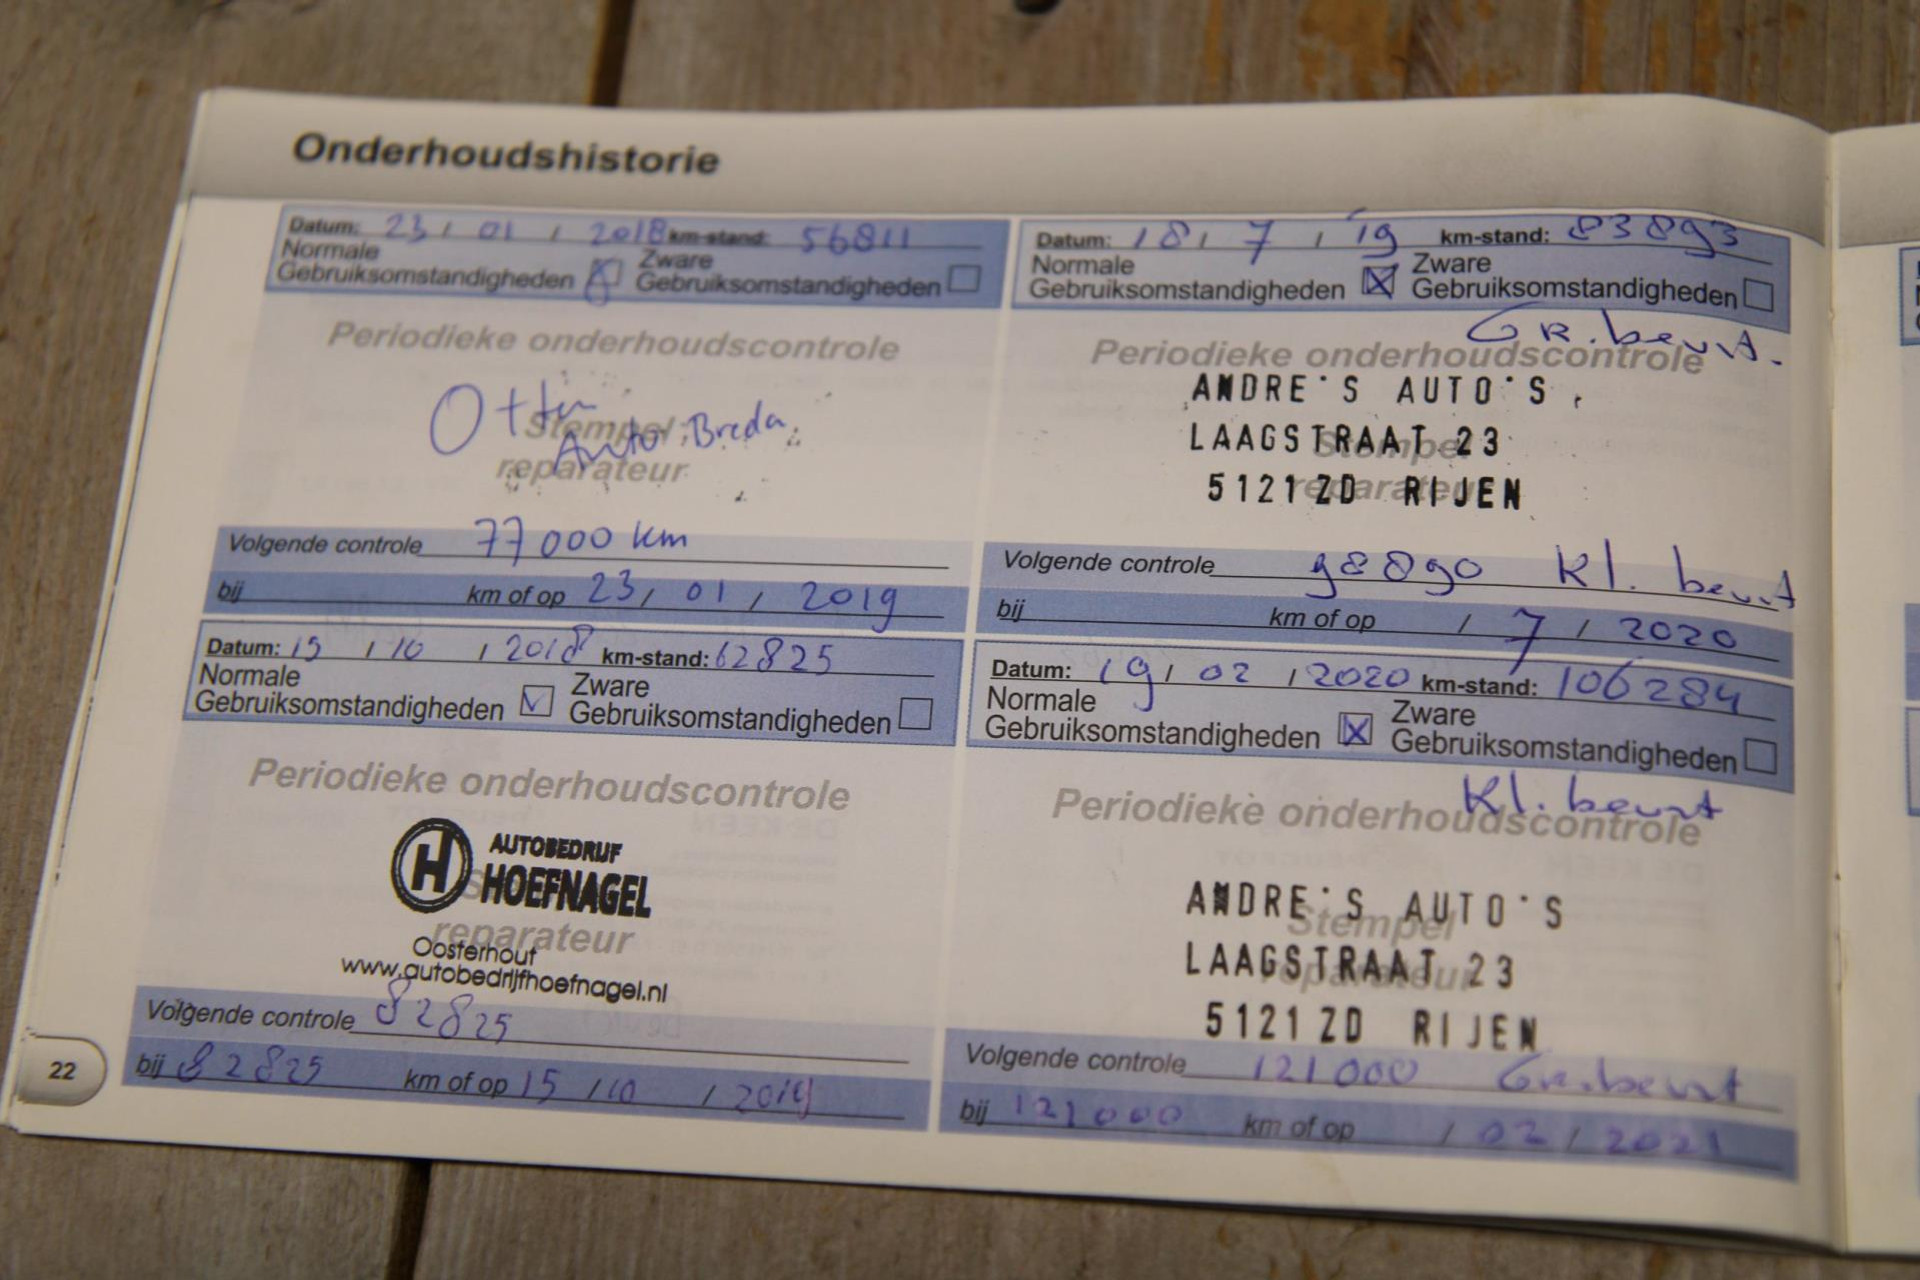 Onderhoudshistorie
Datum: 23 / 01 / 2018 km-stand: 56811
Normale Gebruiksomstandigheden Zware Gebruiksomstandigheden
Periodieke onderhoudscontrole
Stempel reparateur
Otten
Auto Breda
Volgende controle 77000 km
bij km of op 23 / 01 / 2019
Datum: 15 / 10 / 2018 km-stand: 62825
Normale Gebruiksomstandigheden Zware Gebruiksomstandigheden
Periodieke onderhoudscontrole
Stempel reparateur
H AUTOBEDRIJF
HOEFNAGEL
Oosterhout
www.autobedrijfhoefnagel.nl
Volgende controle 82825
bij 82825 km of op 15 / 10 / 2019
22
Datum: 18 / 7 / 19 km-stand: 83893
Normale Gebruiksomstandigheden Zware Gebruiksomstandigheden
Gr. beurt.
Periodieke onderhoudscontrole
Stempel reparateur
ANDRE'S AUTO'S
LAAGSTRAAT 23
5121ZD RIJEN
Volgende controle 98890 Kl. beurt
bij km of op / 7 / 2020
Datum: 19 / 02 / 2020 km-stand: 106284
Normale Gebruiksomstandigheden Zware Gebruiksomstandigheden
Kl. beurt
Periodieke onderhoudscontrole
Stempel reparateur
ANDRE'S AUTO'S
LAAGSTRAAT 23
5121ZD RIJEN
Volgende controle 121000 Gr. beurt
bij 121000 km of op / 02 / 2021